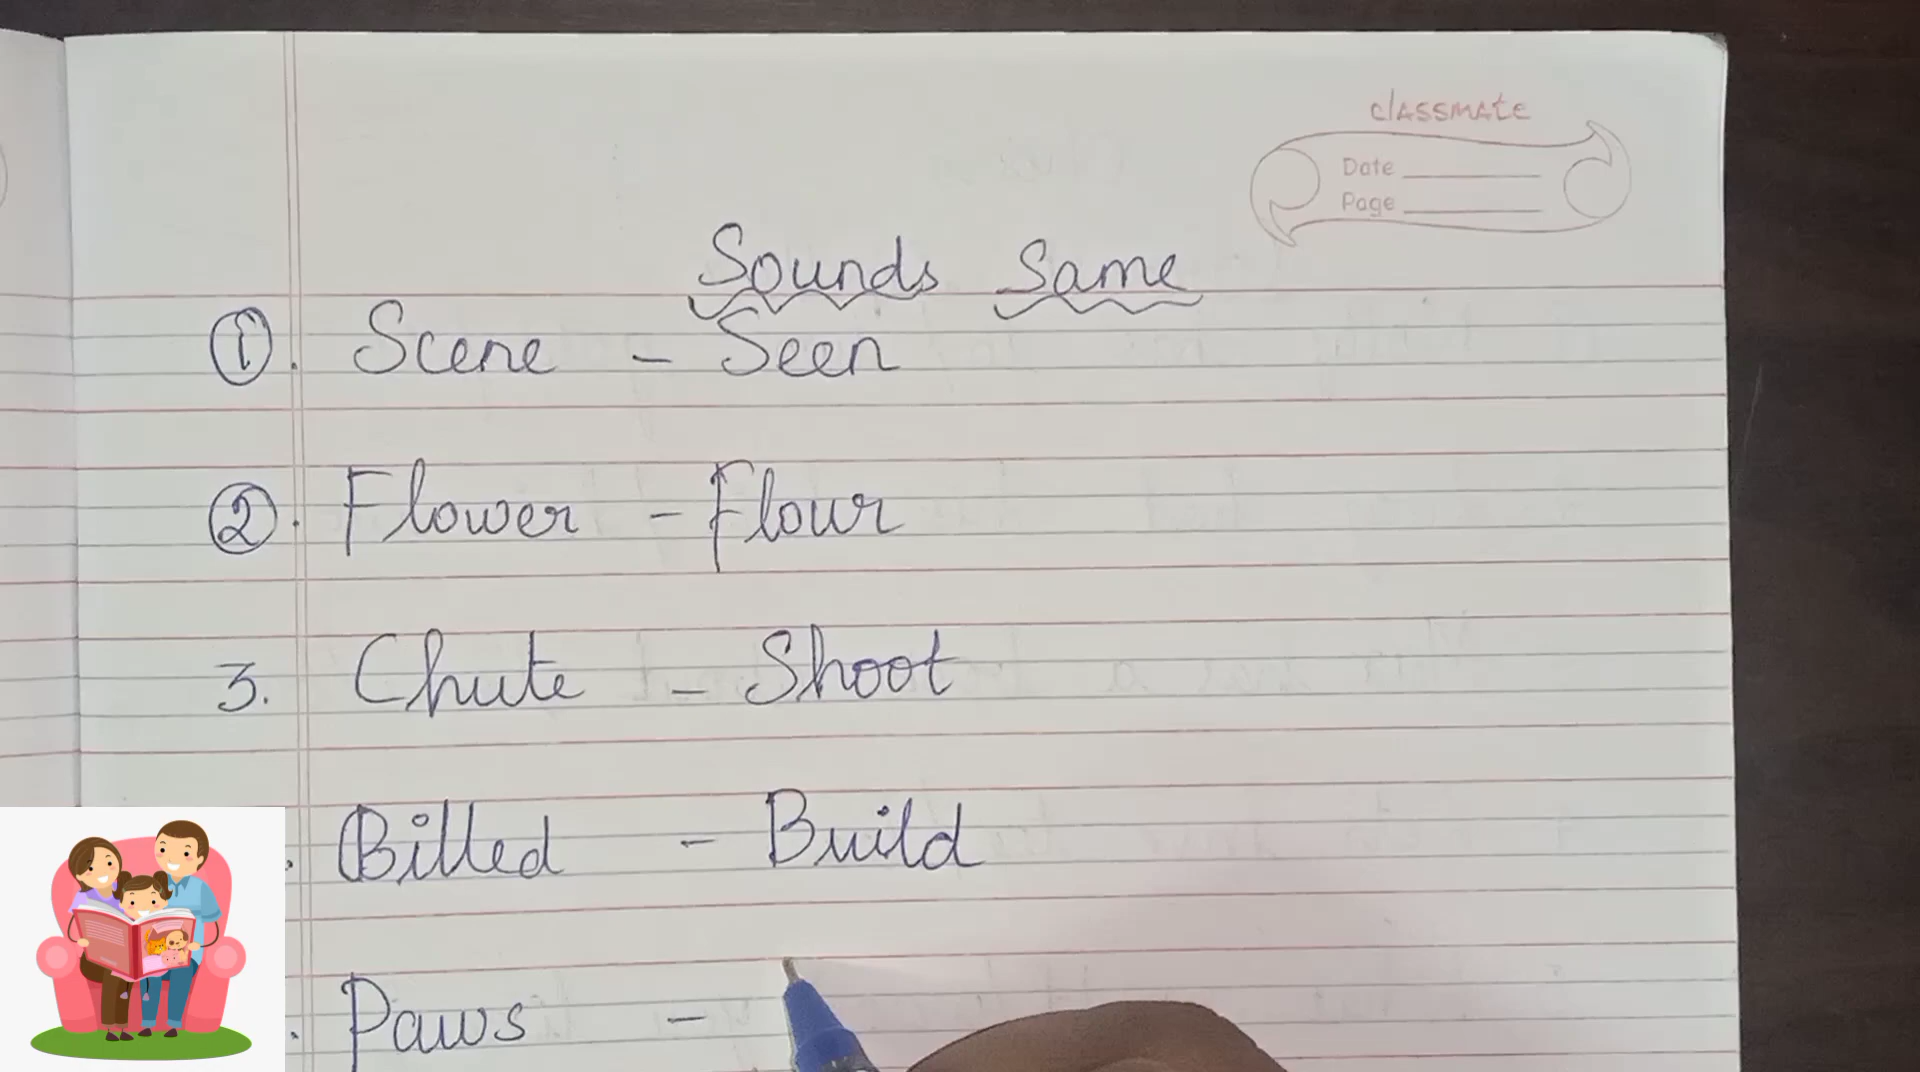 classmate
Date
Page
Sounds Same
1. Scene - Seen
2. Flower - Flour
3. Chute - Shoot
. Billed - Build
. Paws -